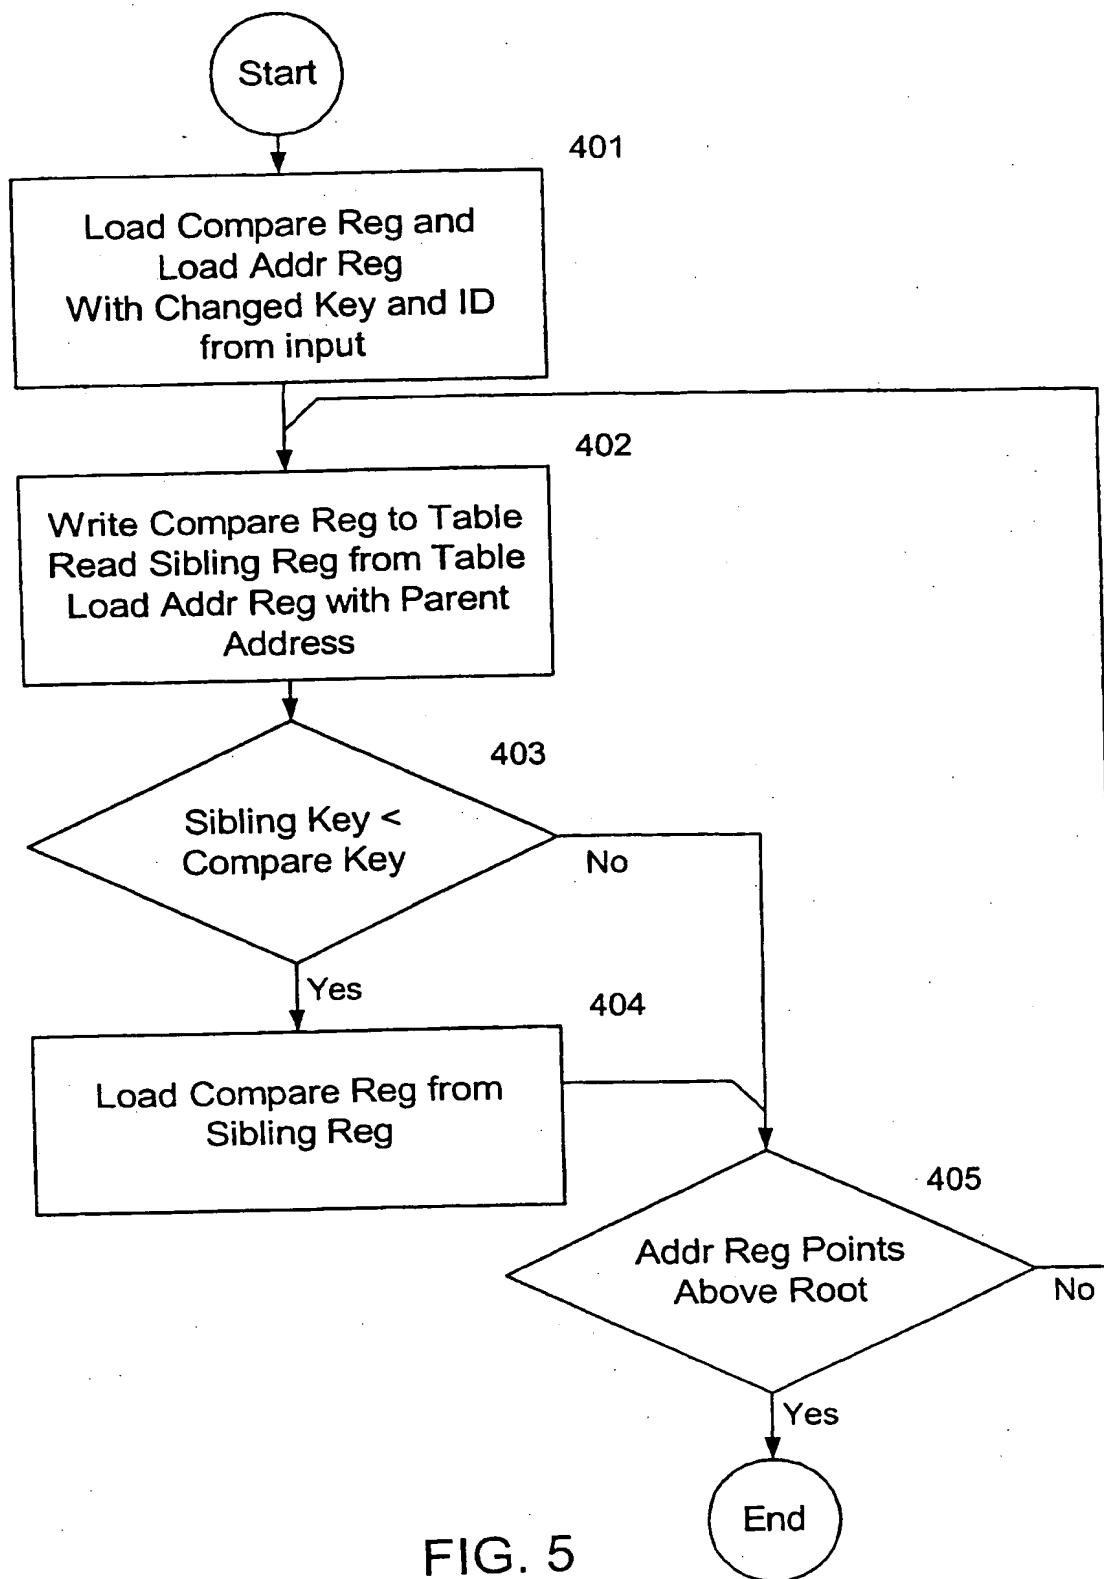 Start
401
Load Compare Reg and
Load Addr Reg
With Changed Key and ID
from input
402
Write Compare Reg to Table
Read Sibling Reg from Table
Load Addr Reg with Parent
Address
403
Sibling Key <
Compare Key
No
Yes
404
Load Compare Reg from
Sibling Reg
405
Addr Reg Points
Above Root
No
Yes
End
FIG. 5